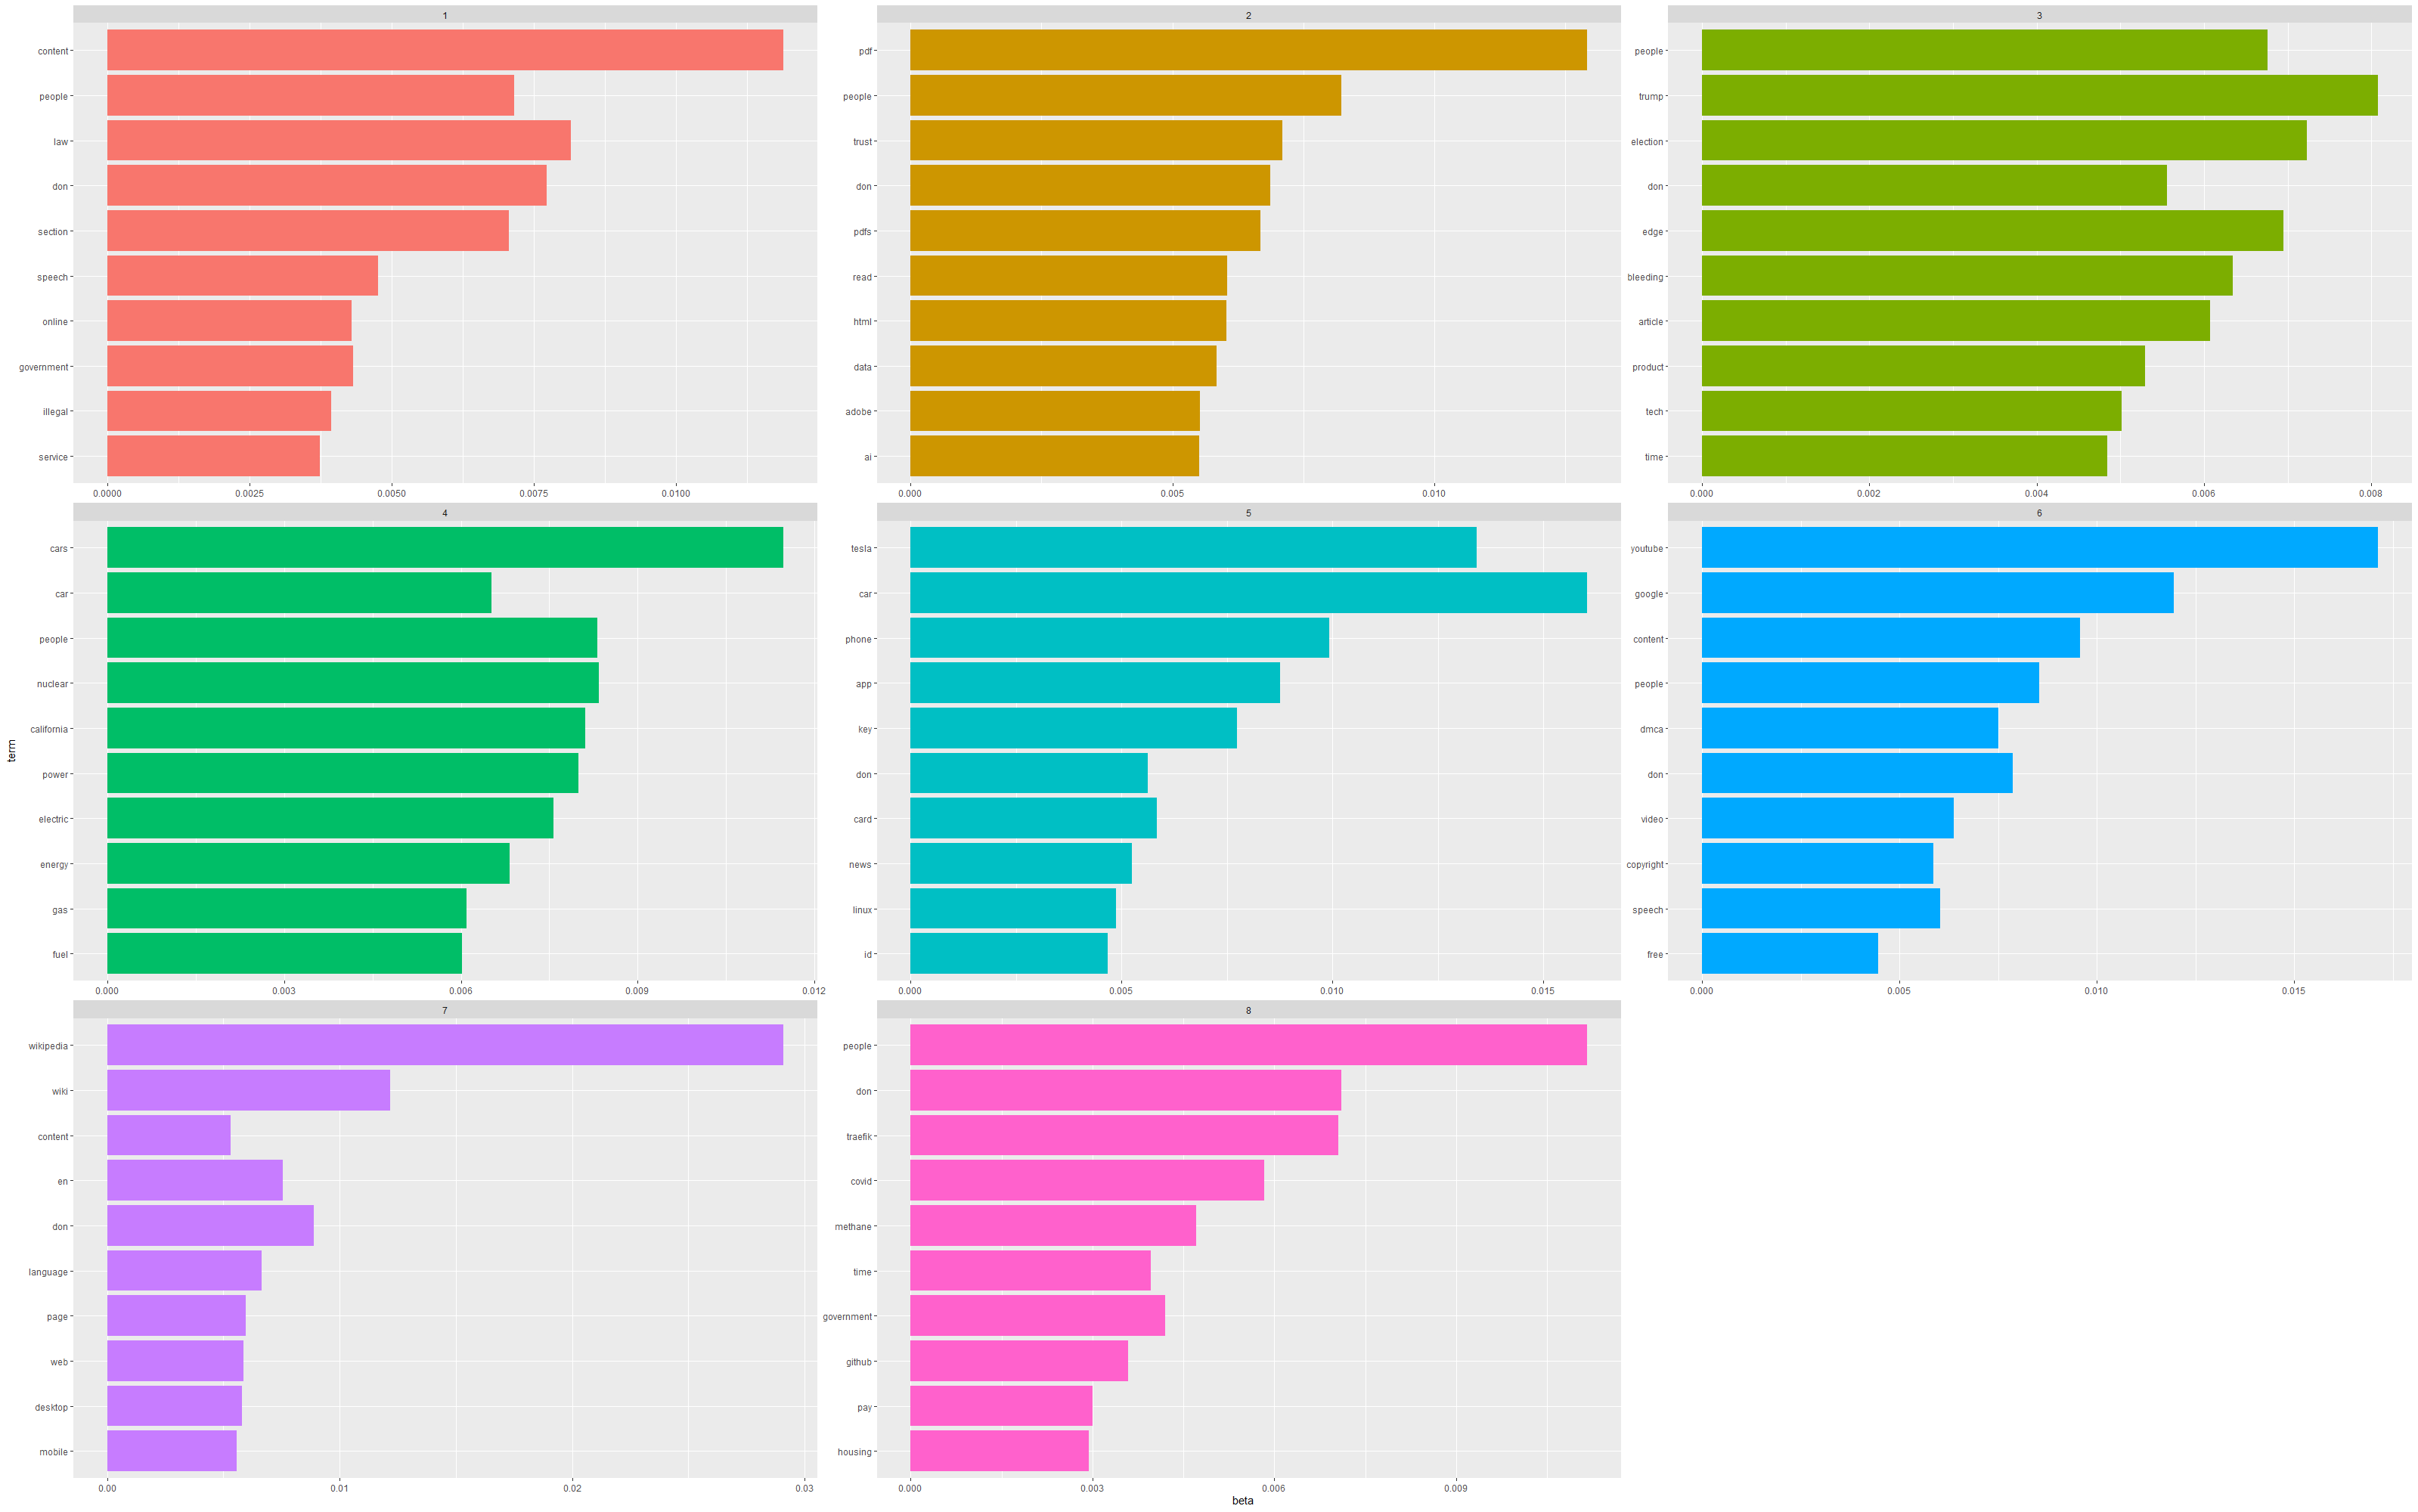 1
content
people
law
don
section
speech
online
government
illegal
service
0.0000 0.0025 0.0050 0.0075 0.0100
2
pdf
people
trust
don
pdfs
read
html
data
adobe
ai
0.000 0.005 0.010
3
people
trump
election
don
edge
bleeding
article
product
tech
time
0.000 0.002 0.004 0.006 0.008
term
4
cars
car
people
nuclear
california
power
electric
energy
gas
fuel
0.000 0.003 0.006 0.009 0.012
5
tesla
car
phone
app
key
don
card
news
linux
id
0.000 0.005 0.010 0.015
6
youtube
google
content
people
dmca
don
video
copyright
speech
free
0.000 0.005 0.010 0.015
7
wikipedia
wiki
content
en
don
language
page
web
desktop
mobile
0.00 0.01 0.02 0.03
8
people
don
traefik
covid
methane
time
government
github
pay
housing
0.000 0.003 0.006 0.009
beta